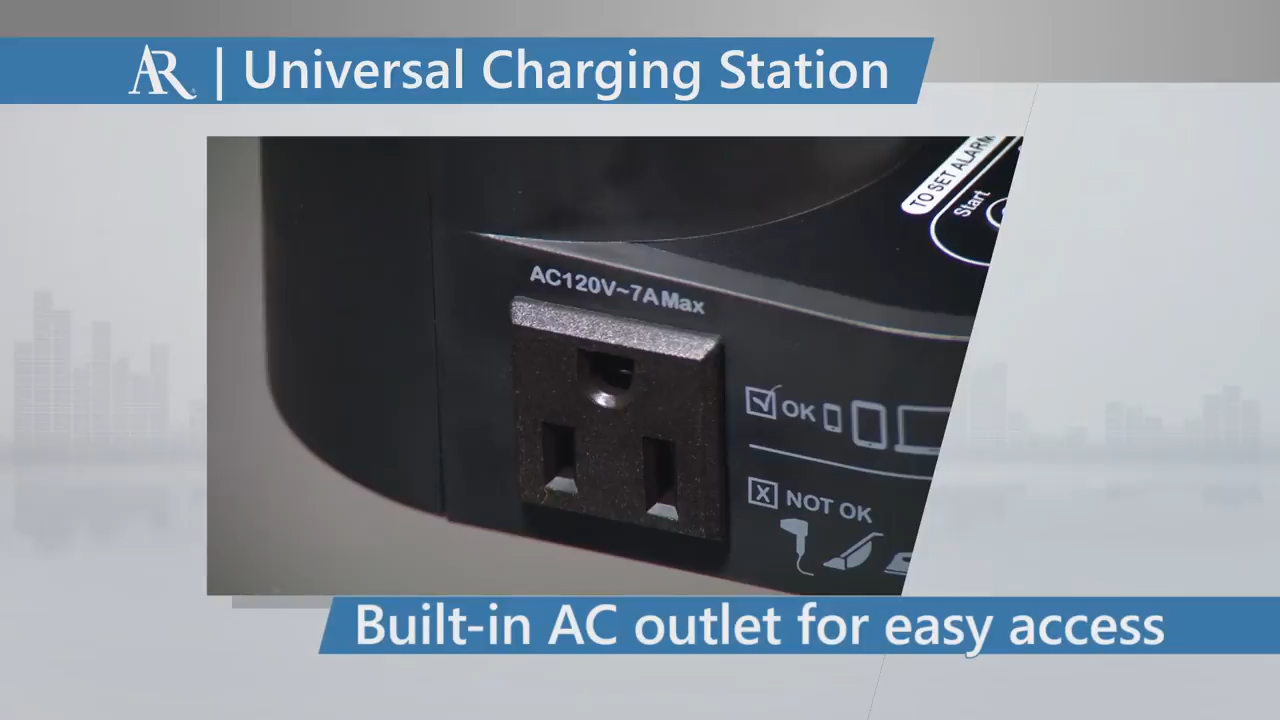 AR | Universal Charging Station
TO SET ALARM
Start
AC120V~7A Max
OK
X NOT OK
Built-in AC outlet for easy access